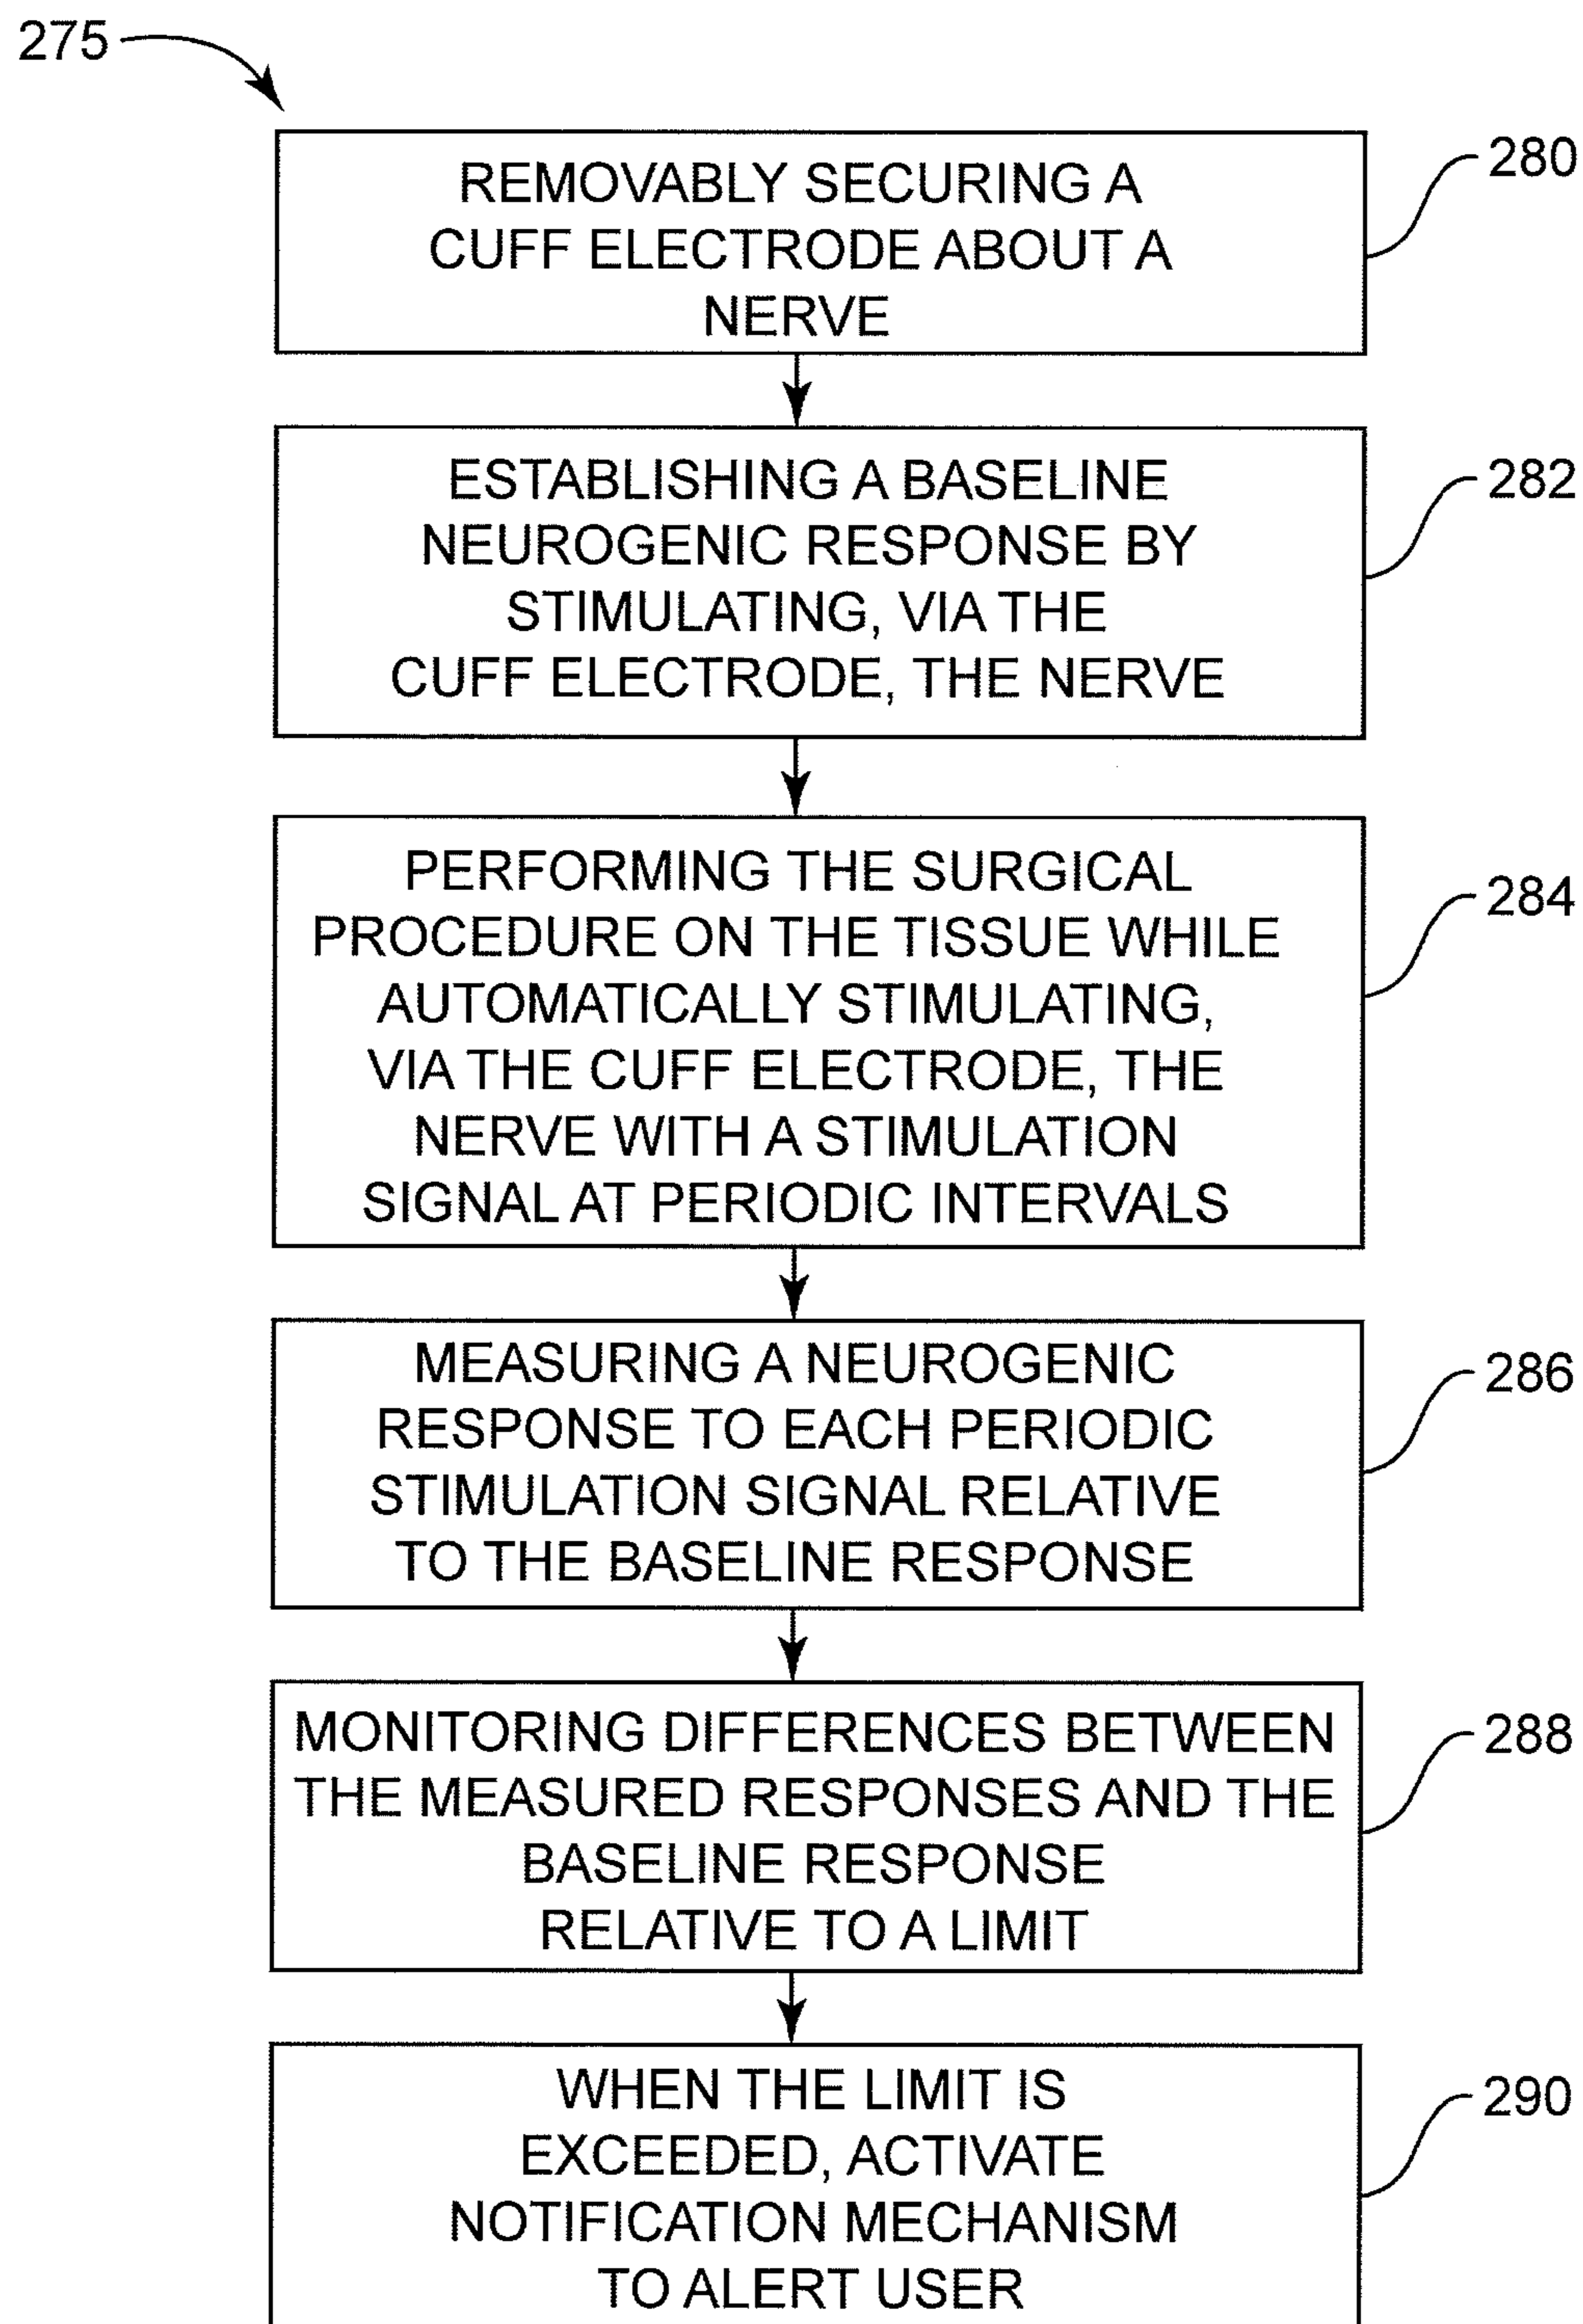 275
REMOVABLY SECURING A
CUFF ELECTRODE ABOUT A
NERVE
280
ESTABLISHING A BASELINE
NEUROGENIC RESPONSE BY
STIMULATING, VIA THE
CUFF ELECTRODE, THE NERVE
282
PERFORMING THE SURGICAL
PROCEDURE ON THE TISSUE WHILE
AUTOMATICALLY STIMULATING,
VIA THE CUFF ELECTRODE, THE
NERVE WITH A STIMULATION
SIGNAL AT PERIODIC INTERVALS
284
MEASURING A NEUROGENIC
RESPONSE TO EACH PERIODIC
STIMULATION SIGNAL RELATIVE
TO THE BASELINE RESPONSE
286
MONITORING DIFFERENCES BETWEEN
THE MEASURED RESPONSES AND THE
BASELINE RESPONSE
RELATIVE TO A LIMIT
288
WHEN THE LIMIT IS
EXCEEDED, ACTIVATE
NOTIFICATION MECHANISM
TO ALERT USER
290